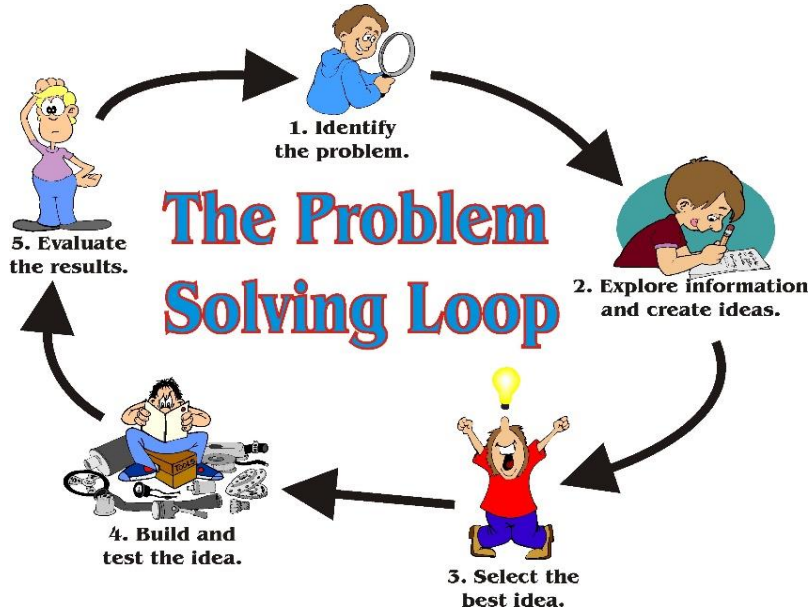 The Problem
Solving Loop
1. Identify
the problem.
2. Explore information
and create ideas.
3. Select the
best idea.
4. Build and
test the idea.
TOOLS
5. Evaluate
the results.